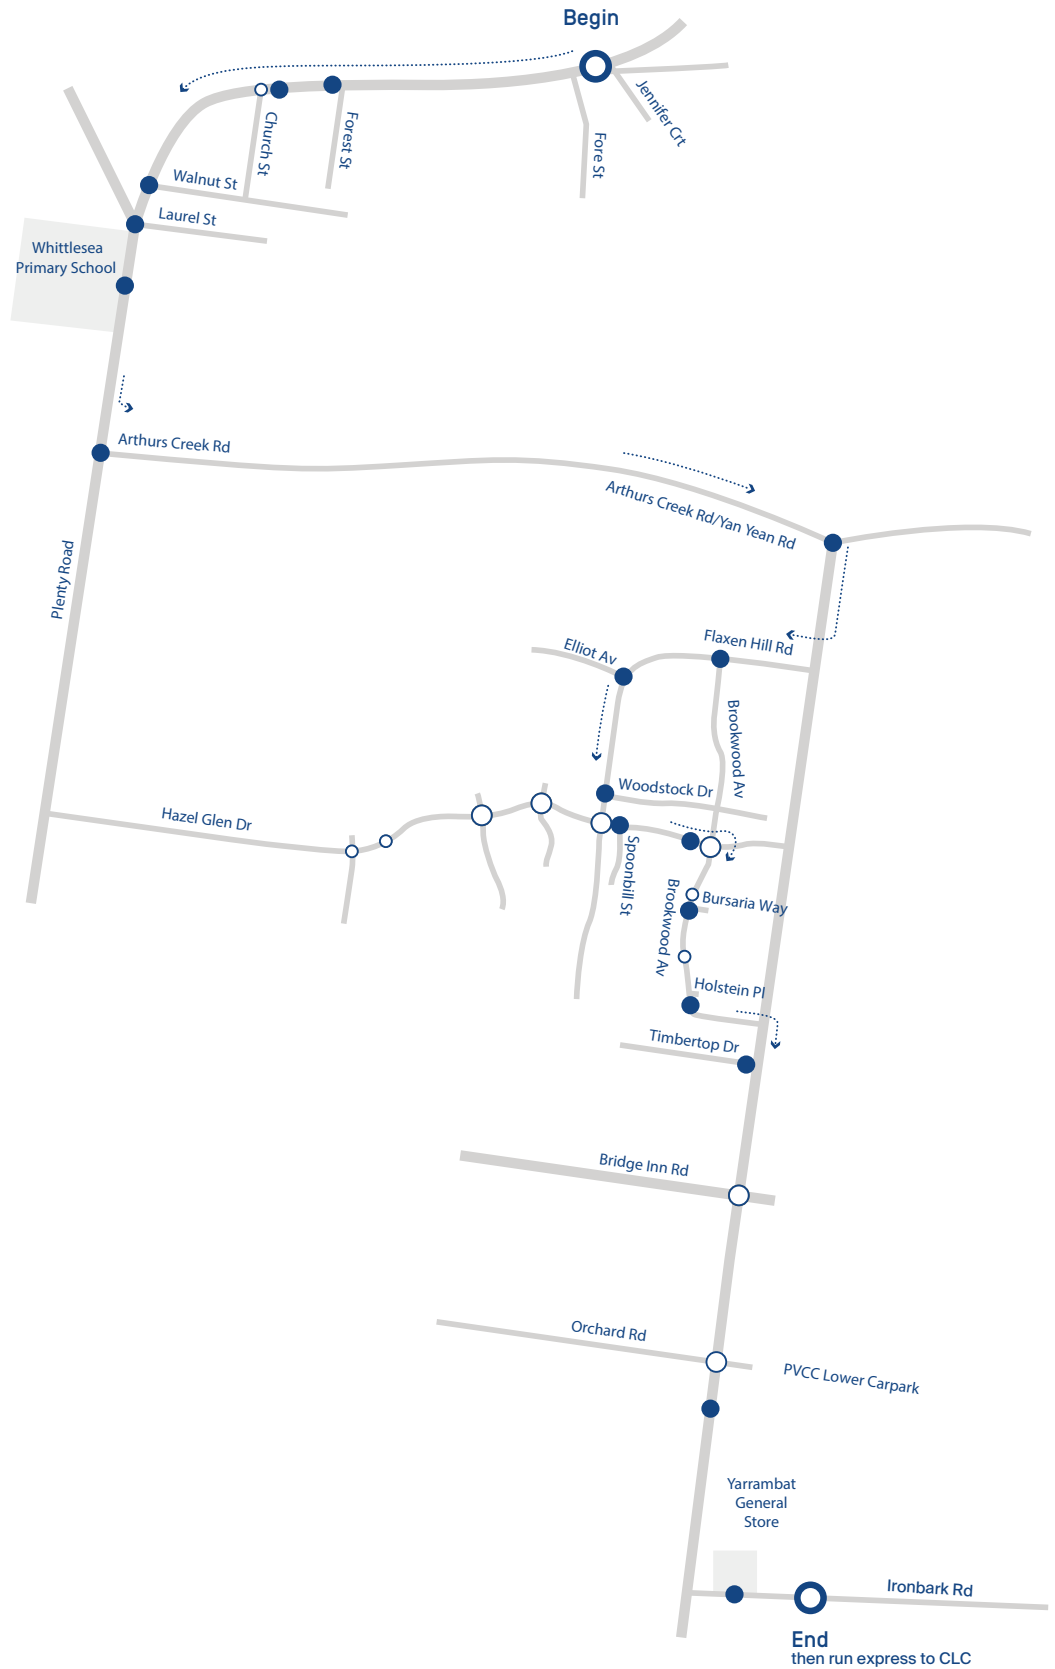 Begin
Jennifer Crt
Fore St
Forest St
Church St
Walnut St
Laurel St
Whittlesea
Primary School
Arthurs Creek Rd
Arthurs Creek Rd/Yan Yean Rd
Plenty Road
Flaxen Hill Rd
Elliot Av
Brookwood Av
Woodstock Dr
Hazel Glen Dr
Spoonbill St
Brookwood Av
Bursaria Way
Holstein Pl
Timbertop Dr
Bridge Inn Rd
Orchard Rd
PVCC Lower Carpark
Yarrambat
General
Store
Ironbark Rd
End
then run express to CLC